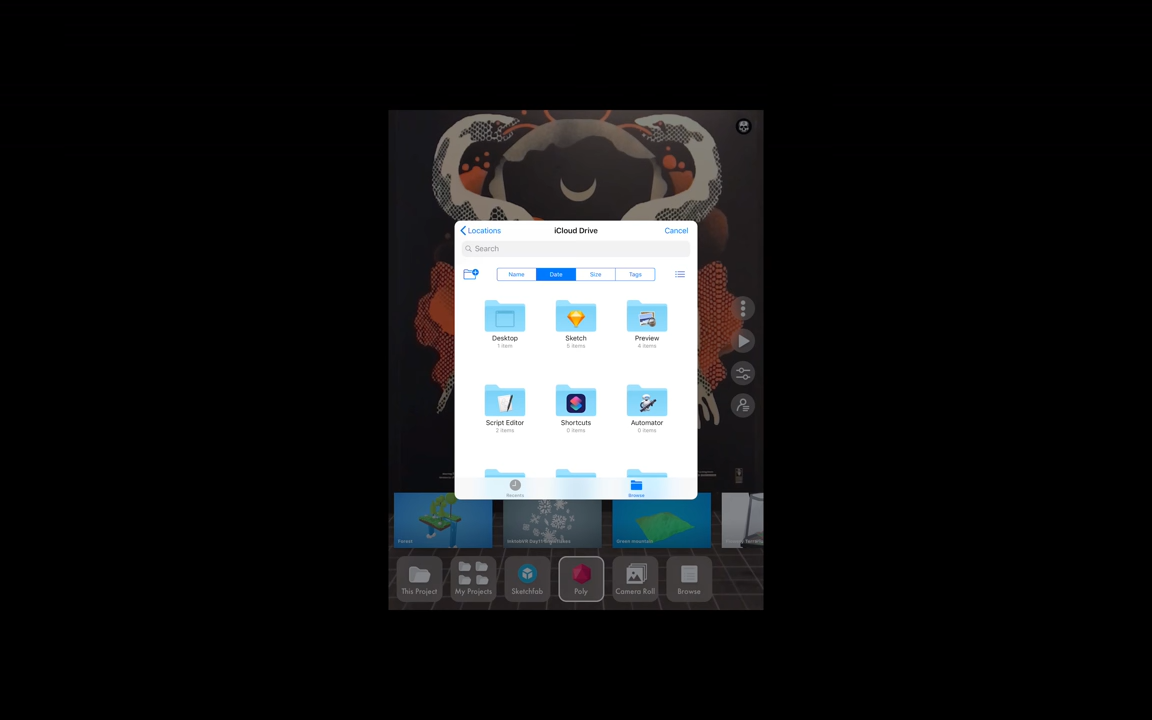 Locations
iCloud Drive
Cancel
Search
Name
Date
Size
Tags
Desktop
1 item
Sketch
5 items
Preview
4 items
Script Editor
2 items
Shortcuts
0 items
Automator
0 items
Recents
Browse
Forest
Green mountain
This Project
My Projects
Sketchfab
Poly
Camera Roll
Browse